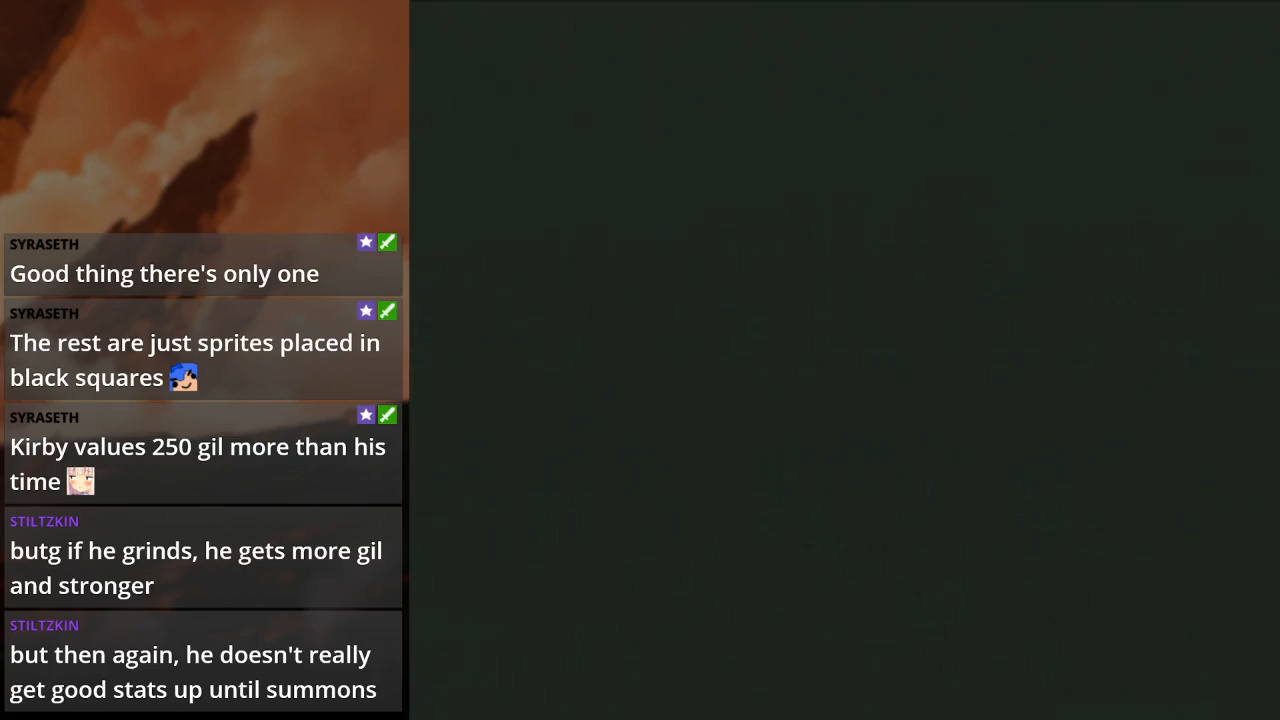 SYRASETH
Good thing there's only one
SYRASETH
The rest are just sprites placed in
black squares
SYRASETH
Kirby values 250 gil more than his
time
STILTZKIN
butg if he grinds, he gets more gil
and stronger
STILTZKIN
but then again, he doesn't really
get good stats up until summons